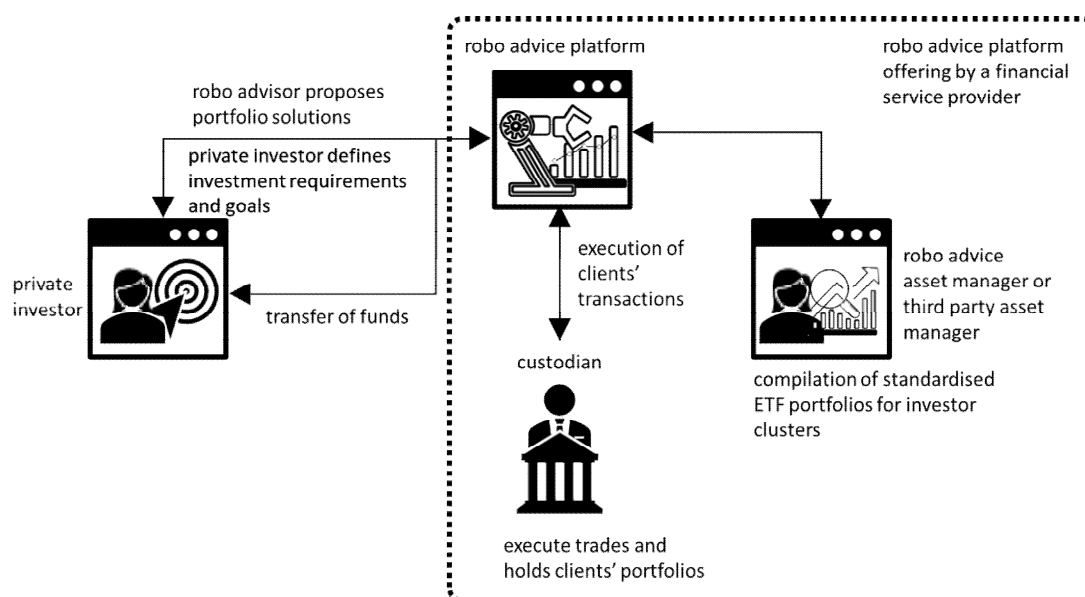 robo advice platform
robo advice platform
offering by a financial
service provider
robo advisor proposes
portfolio solutions
private investor defines
investment requirements
and goals
private
investor
transfer of funds
execution of
clients’
transactions
robo advice
asset manager or
third party asset
manager
custodian
compilation of standardised
ETF portfolios for investor
clusters
execute trades and
holds clients’ portfolios